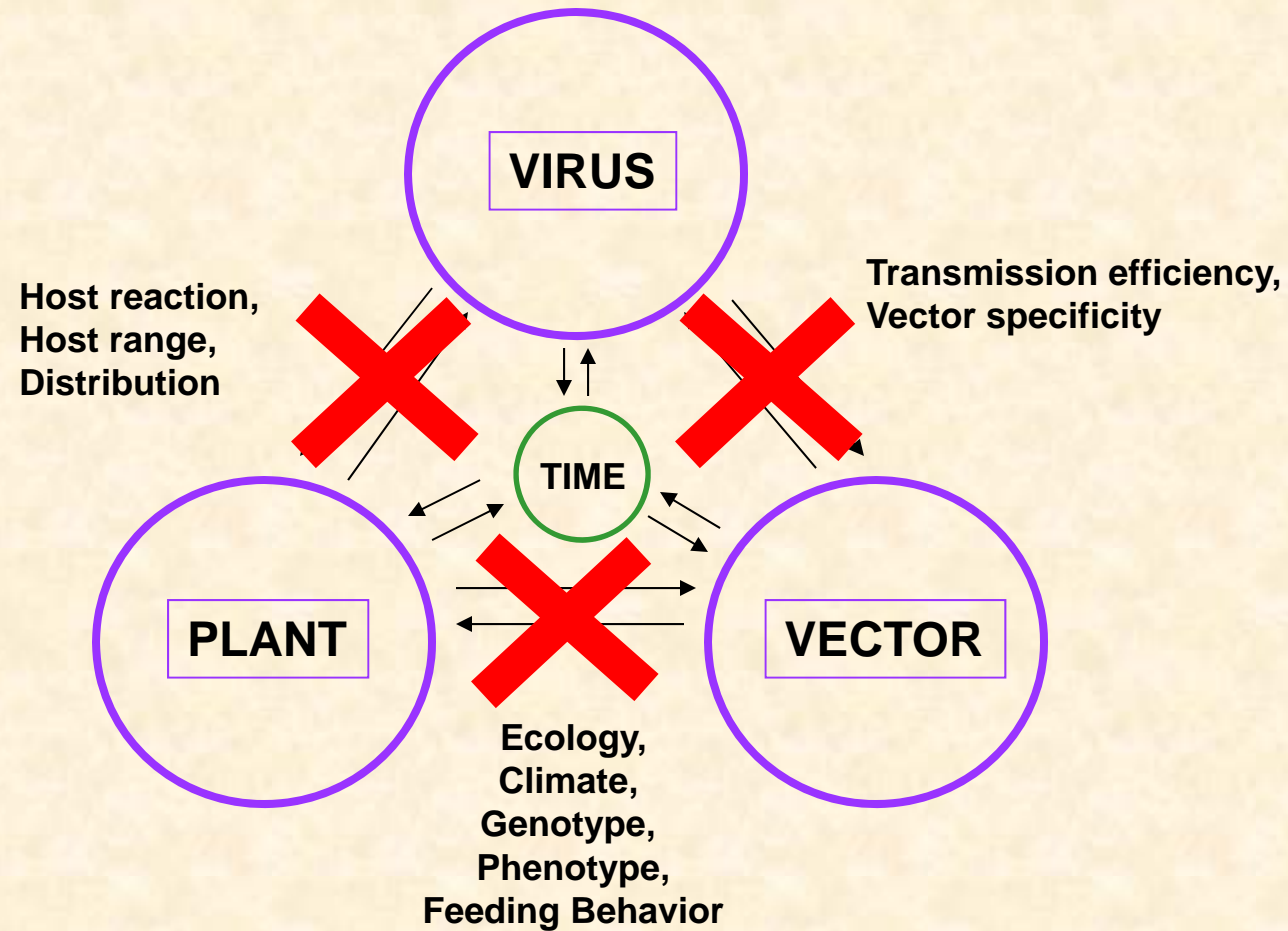 VIRUS
Transmission efficiency,
Vector specificity
Host reaction,
Host range,
Distribution
TIME
PLANT
VECTOR
Ecology,
Climate,
Genotype,
Phenotype,
Feeding Behavior